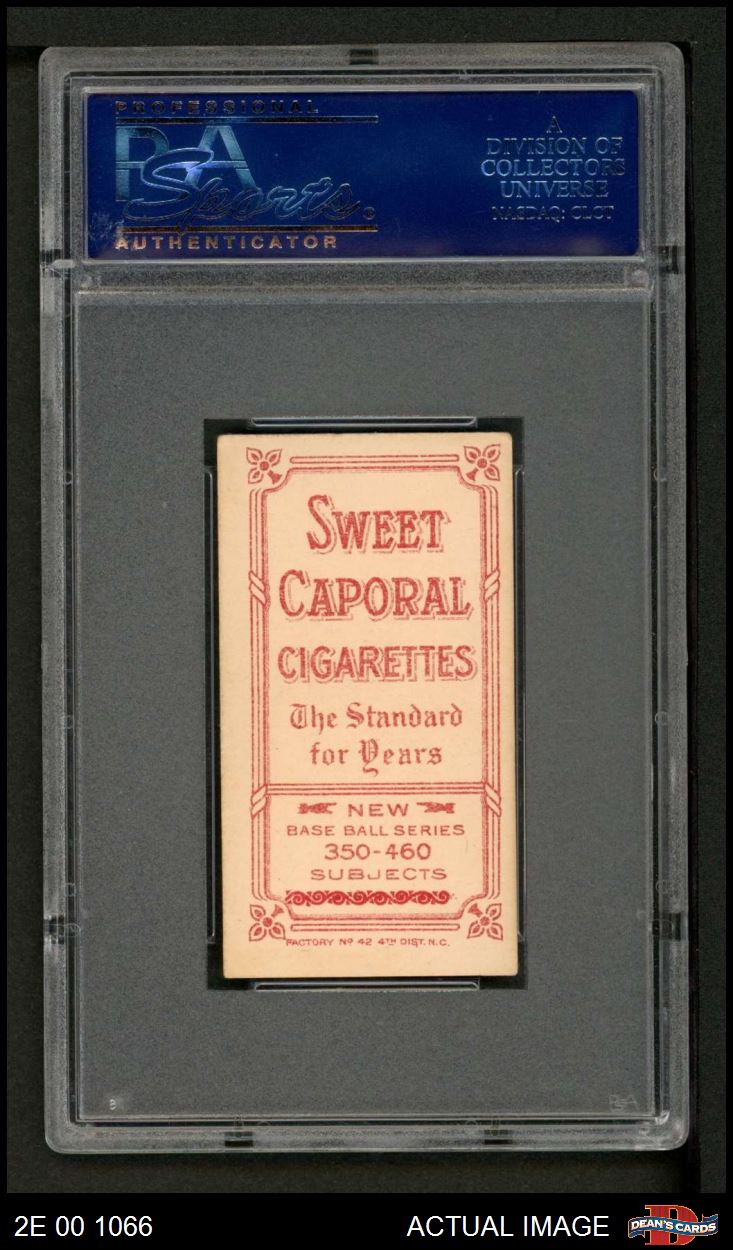 PROFESSIONAL
PSA
Sports
AUTHENTICATOR
A
DIVISION OF
COLLECTORS
UNIVERSE
NASDAQ: CLCT
SWEET
CAPORAL
CIGARETTES
The Standard
for Years
NEW
BASE BALL SERIES
350-460
SUBJECTS
FACTORY Nº 42 4TH DIST. N.C.
PSA
2E 00 1066
ACTUAL IMAGE
DEAN'S CARDS